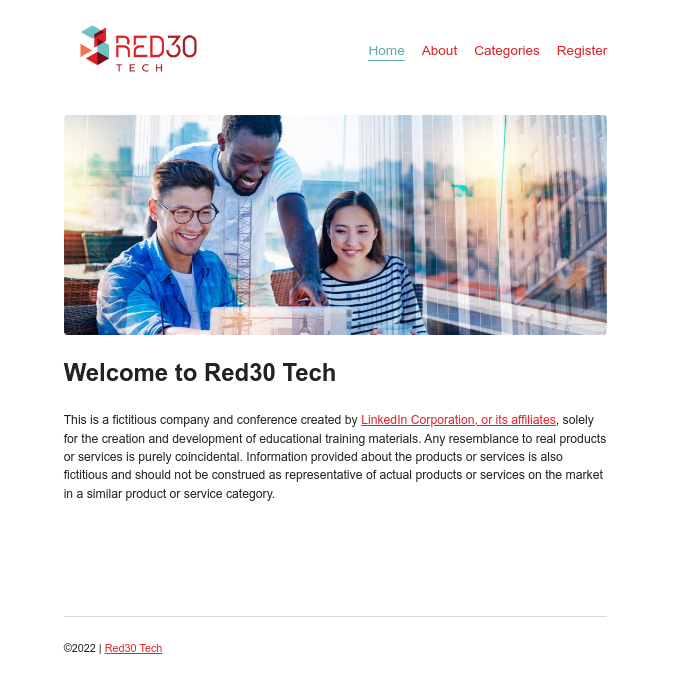 RED30
TECH
Home About Categories Register
Welcome to Red30 Tech
This is a fictitious company and conference created by LinkedIn Corporation, or its affiliates, solely
for the creation and development of educational training materials. Any resemblance to real products
or services is purely coincidental. Information provided about the products or services is also
fictitious and should not be construed as representative of actual products or services on the market
in a similar product or service category.
©2022 | Red30 Tech